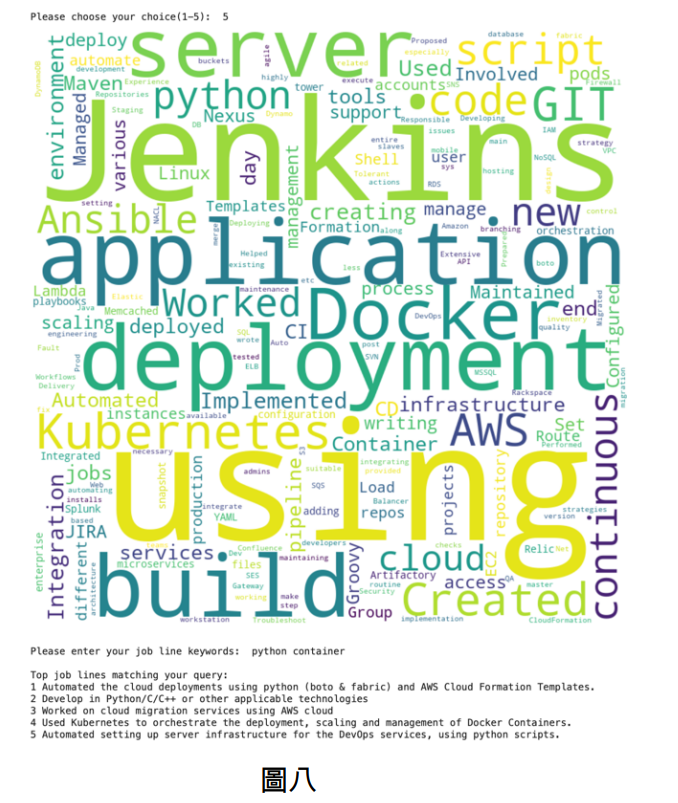 Please choose your choice(1-5): 5
server
script
deploy
automate
development
environment
DynamoDB
buckets
agile
Proposed
especially
database
fabric
related
Used
Involved
pods
Firewall
Maven
Experience
highly
tower
execute
accounts
SNS
Repositories
python
tools
code
GIT
Managed
Staging
Nexus
support
Dynamo
Responsible
Developing
DB
Jenkins
various
Linux
day
management
entire
slaves
Shell
Tolerant
actions
issues
mobile
user
sys
RDS
main
hosting
IAM
NoSQL
design
strategy
VPC
setting
NACL
Ansible
Templates
Deploying
creating
manage
new
control
Formation
along
Amazon
branching
orchestration
merge
Helped
existing
application
less
etc
Extensive
API
Prepare
boto
Lambda
playbooks
Java
Elastic
Memcached
maintenance
Worked
process
Docker
Maintained
end
inventory
quality
Migrated
Configured
migration
scaling
engineering
deployed
SQL
wrote
CI
Auto
post
SVN
DevOps
Fault
Prod
tested
ELB
deployment
MSSQL
Workflows
Delivery
Automated
Implemented
CD
infrastructure
Rackspace
fix
instances
available
configuration
writing
AWS
Set
Route
Performed
continuous
Kubernetes
Container
Integrated
necessary
S3
integrating
provided
using
jobs
Web
automating
installs
Splunk
based
JIRA
snapshot
production
admins
integrate
YAML
pipeline
suitable
SQS
adding
Load
Balancer
repos
projects
repository
strategies
version
Integration
enterprise
different
architecture
services
microservices
Dev
Confluence
developers
maintaining
files
SES
Gateway
working
make
step
build
Groovy
cloud
checks
EC2
Relic
Net
Artifactory
routine
Security
access
QA
master
Group
Created
implementation
CloudFormation
workstation
Troubleshoot
Please enter your job line keywords: python container
Top job lines matching your query:
1 Automated the cloud deployments using python (boto & fabric) and AWS Cloud Formation Templates.
2 Develop in Python/C/C++ or other applicable technologies
3 Worked on cloud migration services using AWS cloud
4 Used Kubernetes to orchestrate the deployment, scaling and management of Docker Containers.
5 Automated setting up server infrastructure for the DevOps services, using python scripts.
圖八